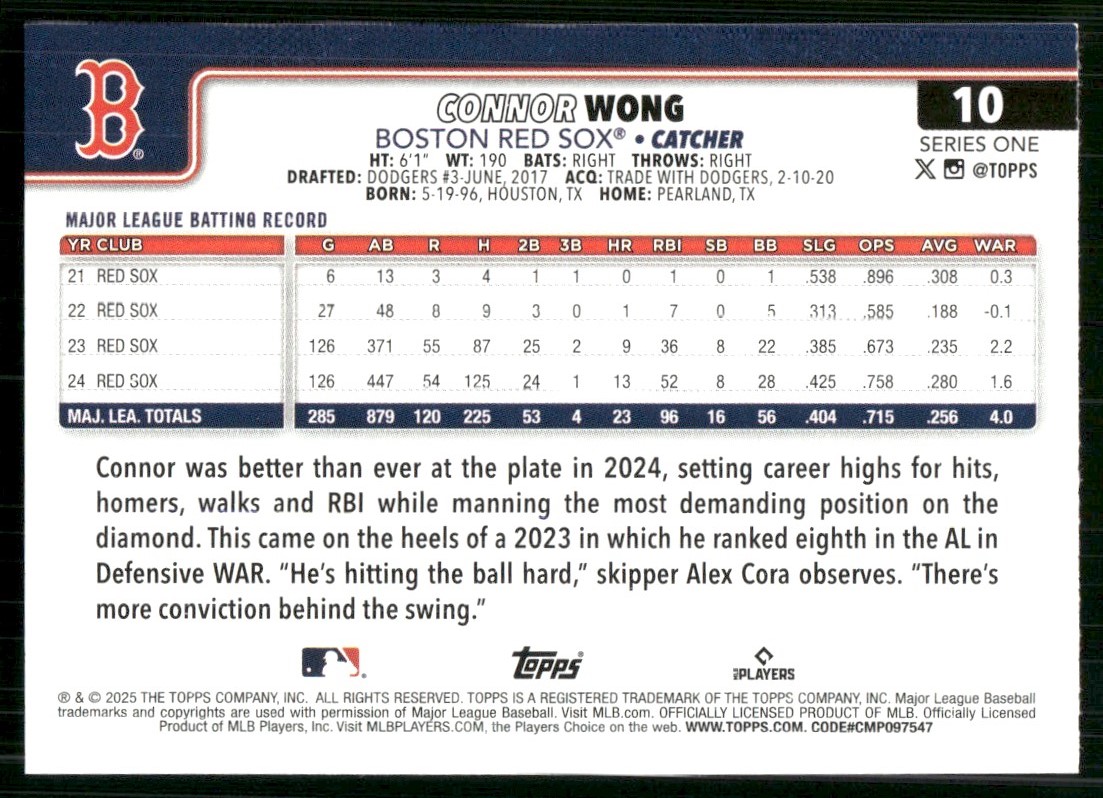 B
10
CONNOR WONG
BOSTON RED SOX® • CATCHER
SERIES ONE
HT: 6'1" WT: 190 BATS: RIGHT THROWS: RIGHT
@TOPPS
DRAFTED: DODGERS #3-JUNE, 2017 ACQ: TRADE WITH DODGERS, 2-10-20
BORN: 5-19-96, HOUSTON, TX HOME: PEARLAND, TX
MAJOR LEAGUE BATTING RECORD
YR CLUB G AB R H 2B 3B HR RBI SB BB SLG OPS AVG WAR
21 RED SOX 6 13 3 4 1 1 0 1 0 1 .538 .896 .308 0.3
22 RED SOX 27 48 8 9 3 0 1 7 0 5 .313 .585 .188 -0.1
23 RED SOX 126 371 55 87 25 2 9 36 8 22 .385 .673 .235 2.2
24 RED SOX 126 447 54 125 24 1 13 52 8 28 .425 .758 .280 1.6
MAJ. LEA. TOTALS 285 879 120 225 53 4 23 96 16 56 .404 .715 .256 4.0
Connor was better than ever at the plate in 2024, setting career highs for hits,
homers, walks and RBI while manning the most demanding position on the
diamond. This came on the heels of a 2023 in which he ranked eighth in the AL in
Defensive WAR. “He’s hitting the ball hard,” skipper Alex Cora observes. “There’s
more conviction behind the swing.”
Topps®
MLB PLAYERS
® & © 2025 THE TOPPS COMPANY, INC. ALL RIGHTS RESERVED. TOPPS IS A REGISTERED TRADEMARK OF THE TOPPS COMPANY, INC. Major League Baseball
trademarks and copyrights are used with permission of Major League Baseball. Visit MLB.com. OFFICIALLY LICENSED PRODUCT OF MLB. Officially Licensed
Product of MLB Players, Inc. Visit MLBPLAYERS.COM, the Players Choice on the web. WWW.TOPPS.COM. CODE#CMP097547